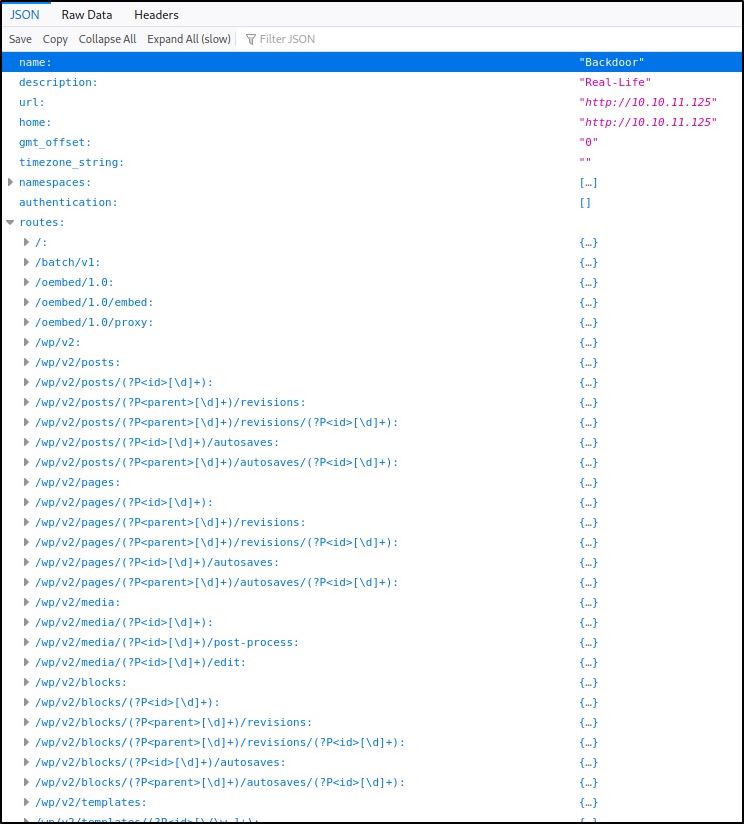 JSON Raw Data Headers
Save Copy Collapse All Expand All (slow) Filter JSON
name: "Backdoor"
description: "Real-Life"
url: "http://10.10.11.125"
home: "http://10.10.11.125"
gmt_offset: "0"
timezone_string: ""
namespaces: […]
authentication: []
routes:
/: {…}
/batch/v1: {…}
/oembed/1.0: {…}
/oembed/1.0/embed: {…}
/oembed/1.0/proxy: {…}
/wp/v2: {…}
/wp/v2/posts: {…}
/wp/v2/posts/(?P<id>[\d]+): {…}
/wp/v2/posts/(?P<parent>[\d]+)/revisions: {…}
/wp/v2/posts/(?P<parent>[\d]+)/revisions/(?P<id>[\d]+): {…}
/wp/v2/posts/(?P<id>[\d]+)/autosaves: {…}
/wp/v2/posts/(?P<parent>[\d]+)/autosaves/(?P<id>[\d]+): {…}
/wp/v2/pages: {…}
/wp/v2/pages/(?P<id>[\d]+): {…}
/wp/v2/pages/(?P<parent>[\d]+)/revisions: {…}
/wp/v2/pages/(?P<parent>[\d]+)/revisions/(?P<id>[\d]+): {…}
/wp/v2/pages/(?P<id>[\d]+)/autosaves: {…}
/wp/v2/pages/(?P<parent>[\d]+)/autosaves/(?P<id>[\d]+): {…}
/wp/v2/media: {…}
/wp/v2/media/(?P<id>[\d]+): {…}
/wp/v2/media/(?P<id>[\d]+)/post-process: {…}
/wp/v2/media/(?P<id>[\d]+)/edit: {…}
/wp/v2/blocks: {…}
/wp/v2/blocks/(?P<id>[\d]+): {…}
/wp/v2/blocks/(?P<parent>[\d]+)/revisions: {…}
/wp/v2/blocks/(?P<parent>[\d]+)/revisions/(?P<id>[\d]+): {…}
/wp/v2/blocks/(?P<id>[\d]+)/autosaves: {…}
/wp/v2/blocks/(?P<parent>[\d]+)/autosaves/(?P<id>[\d]+): {…}
/wp/v2/templates: {…}